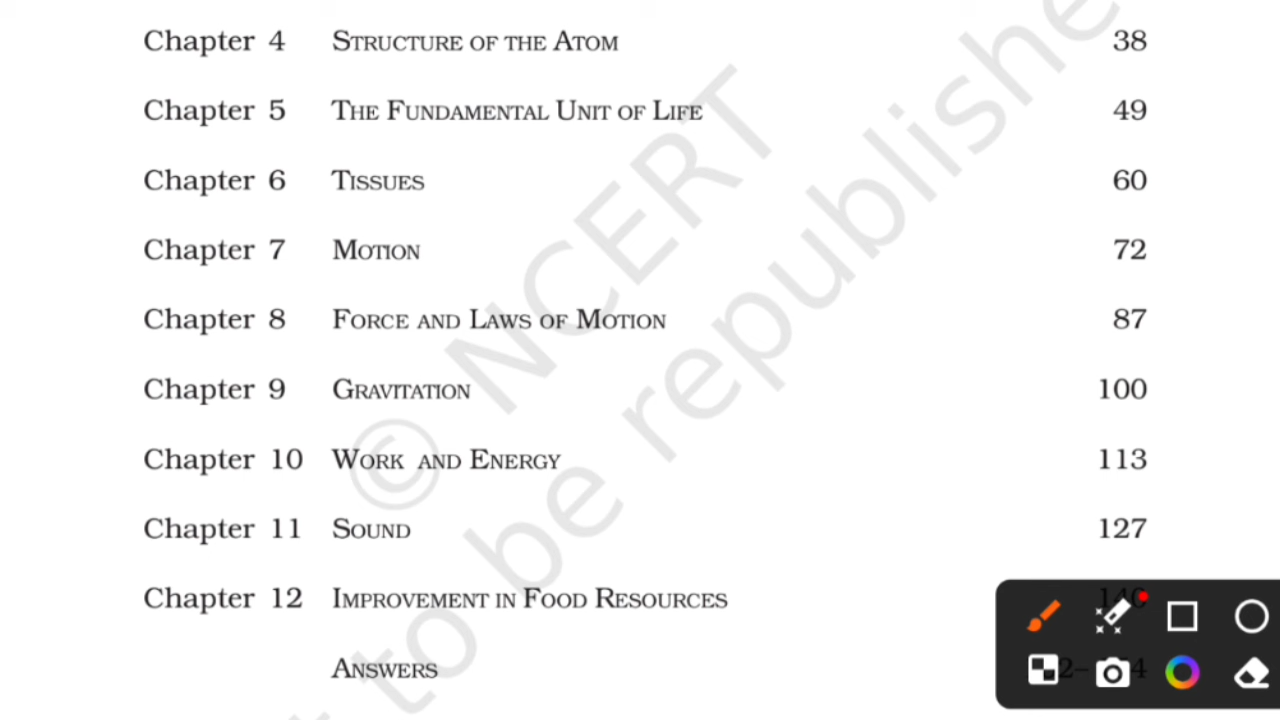 Chapter 4 Structure of the Atom 38
Chapter 5 The Fundamental Unit of Life 49
Chapter 6 Tissues 60
Chapter 7 Motion 72
Chapter 8 Force and Laws of Motion 87
Chapter 9 Gravitation 100
Chapter 10 Work and Energy 113
Chapter 11 Sound 127
Chapter 12 Improvement in Food Resources 140
Answers
© NCERT
to be republishe